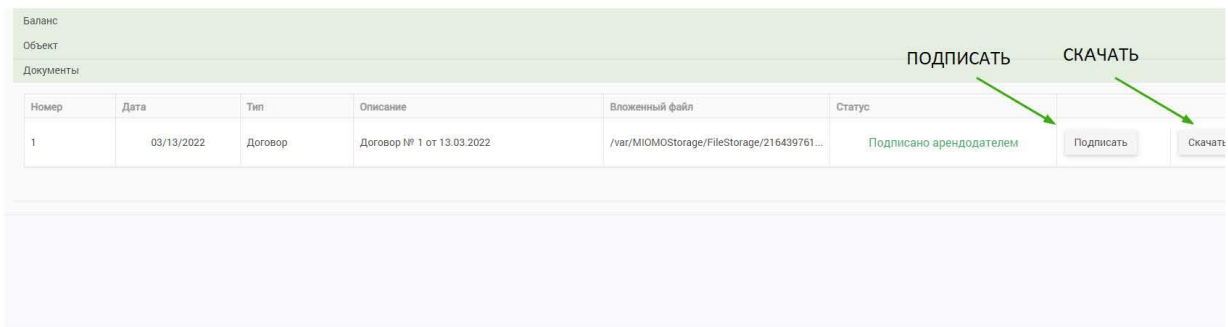 Баланс
Объект
Документы
ПОДПИСАТЬ СКАЧАТЬ
Номер Дата Тип Описание Вложенный файл Статус
1 03/13/2022 Договор Договор № 1 от 13.03.2022 /var/MIOMOStorage/FileStorage/216439761... Подписано арендодателем Подписать Скачать